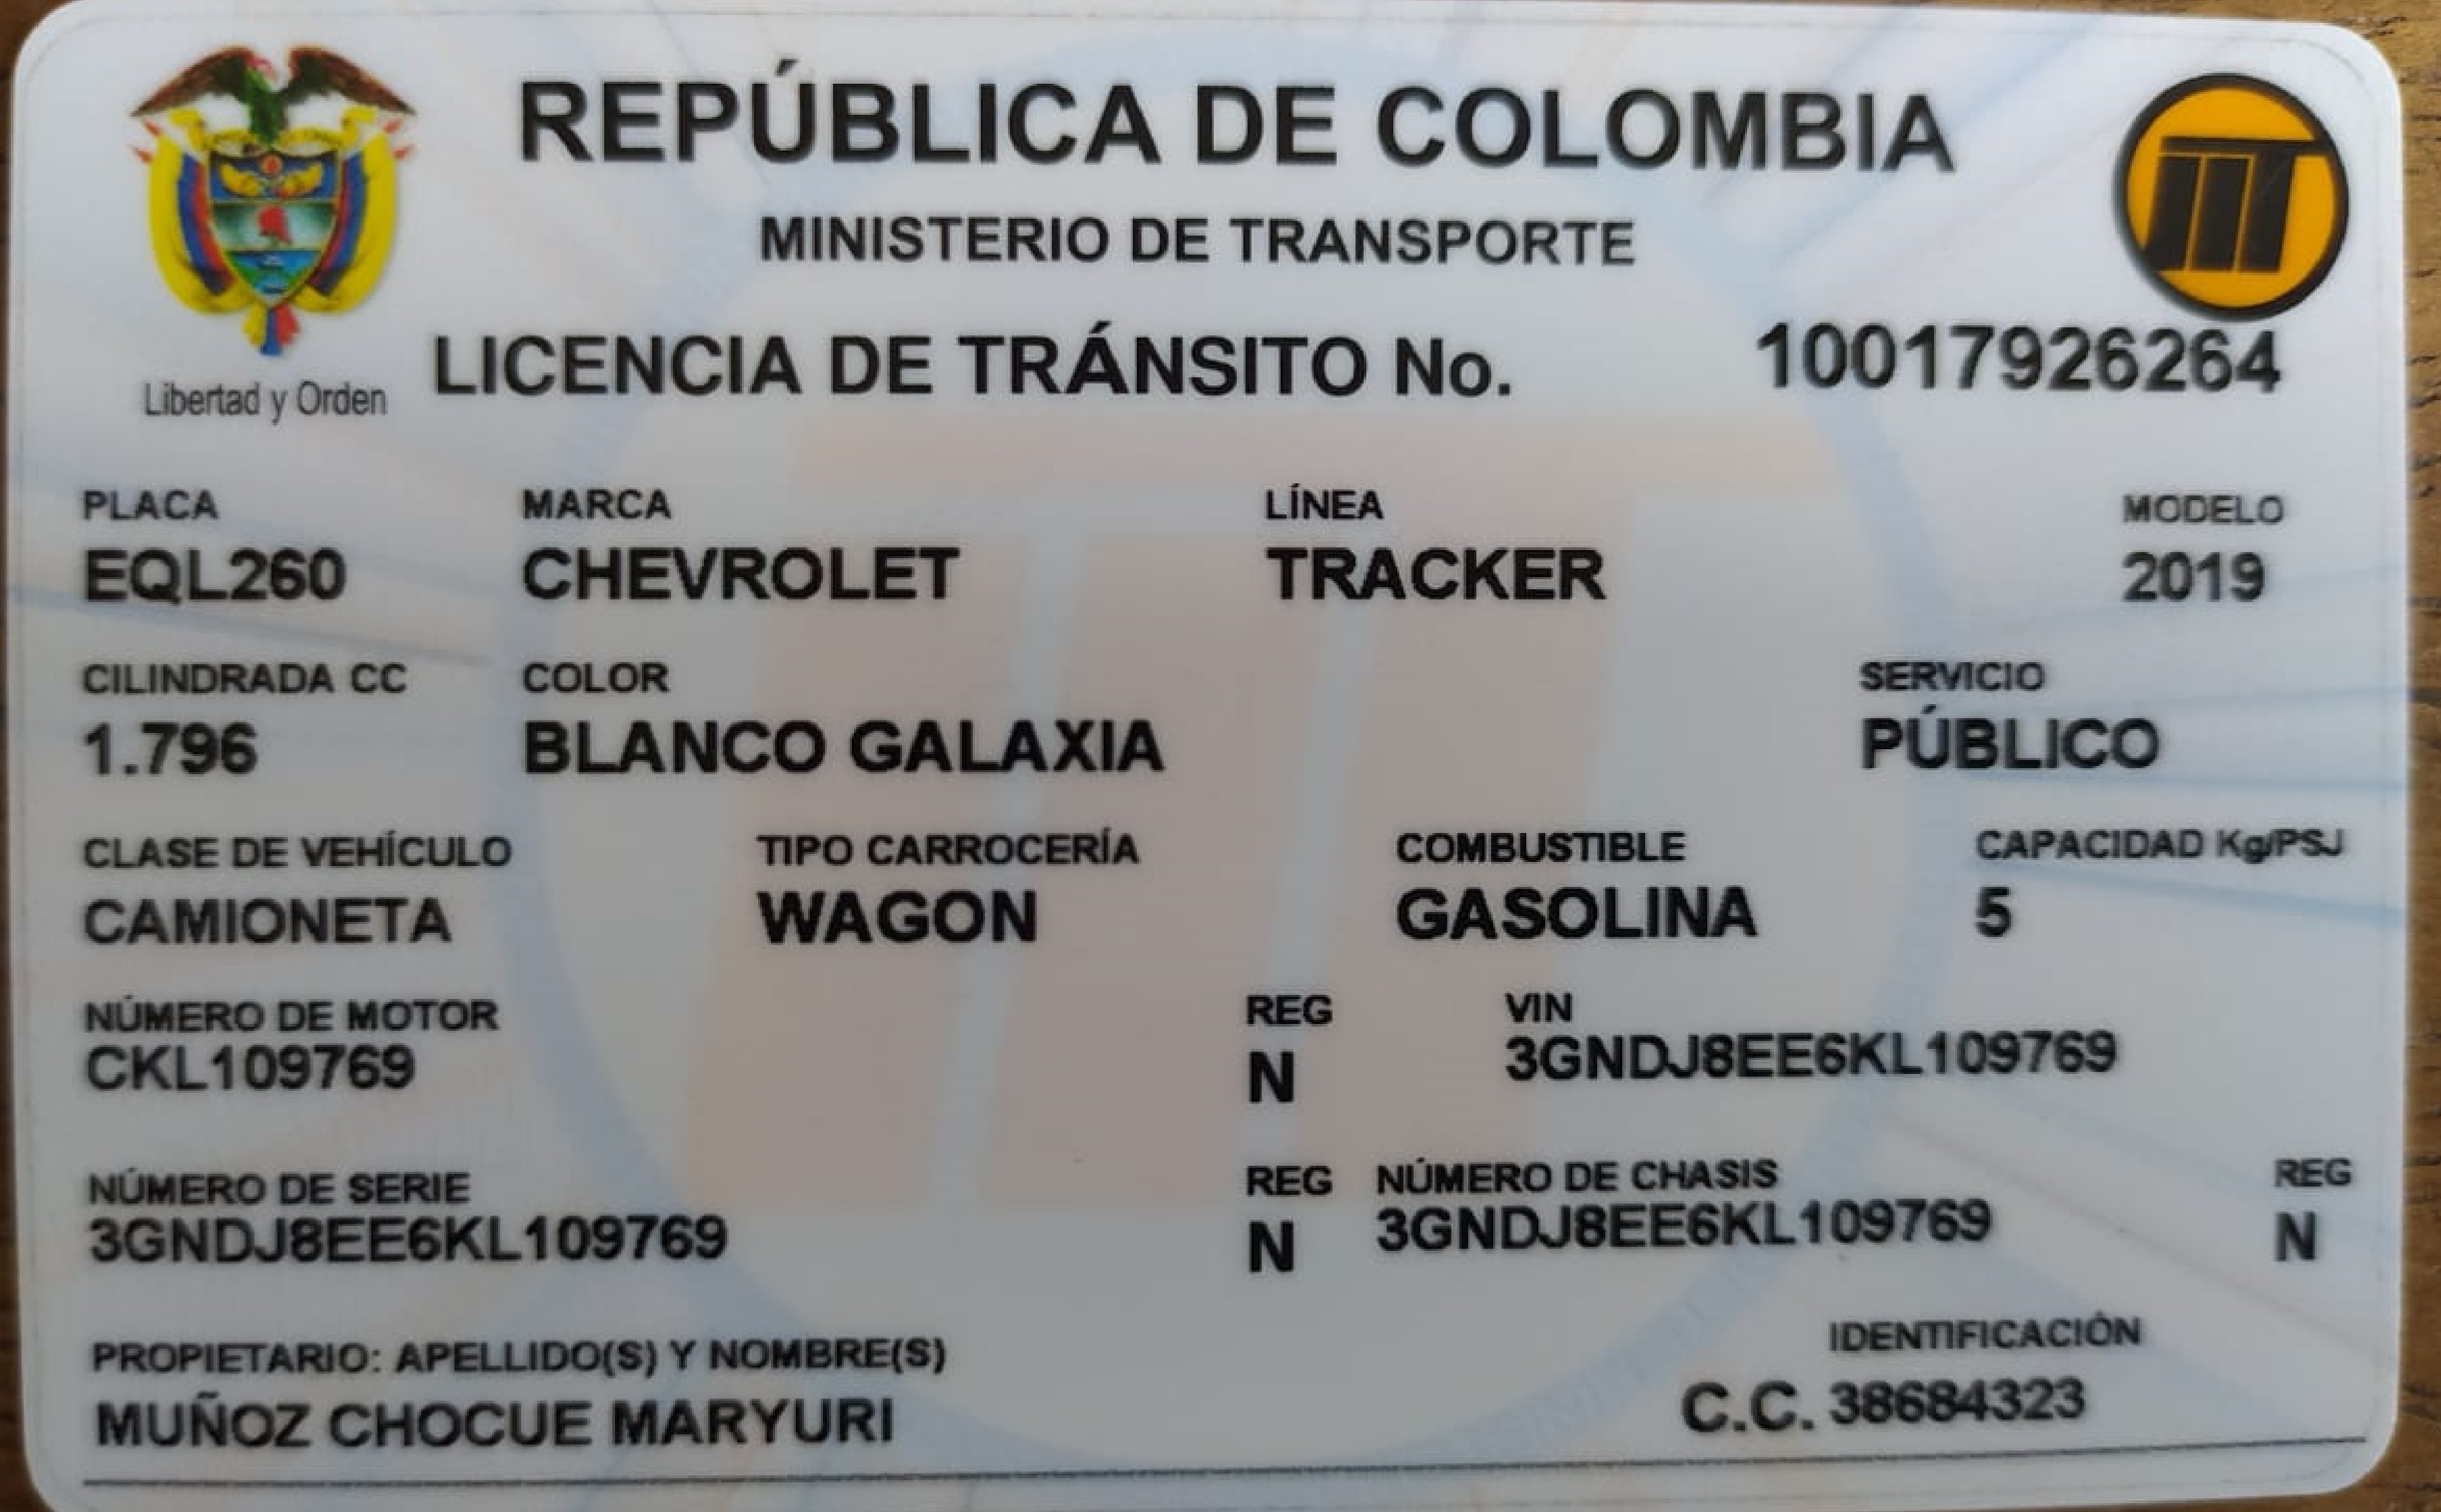 REPÚBLICA DE COLOMBIA
MINISTERIO DE TRANSPORTE
Libertad y Orden
LICENCIA DE TRÁNSITO No. 10017926264
PLACA MARCA LÍNEA MODELO
EQL260 CHEVROLET TRACKER 2019
CILINDRADA CC COLOR SERVICIO
1.796 BLANCO GALAXIA PÚBLICO
CLASE DE VEHÍCULO TIPO CARROCERÍA COMBUSTIBLE CAPACIDAD Kg/PSJ
CAMIONETA WAGON GASOLINA 5
NÚMERO DE MOTOR REG VIN
CKL109769 N 3GNDJ8EE6KL109769
NÚMERO DE SERIE REG NÚMERO DE CHASIS REG
3GNDJ8EE6KL109769 N 3GNDJ8EE6KL109769 N
PROPIETARIO: APELLIDO(S) Y NOMBRE(S) IDENTIFICACIÓN
MUÑOZ CHOCUE MARYURI C.C. 38684323